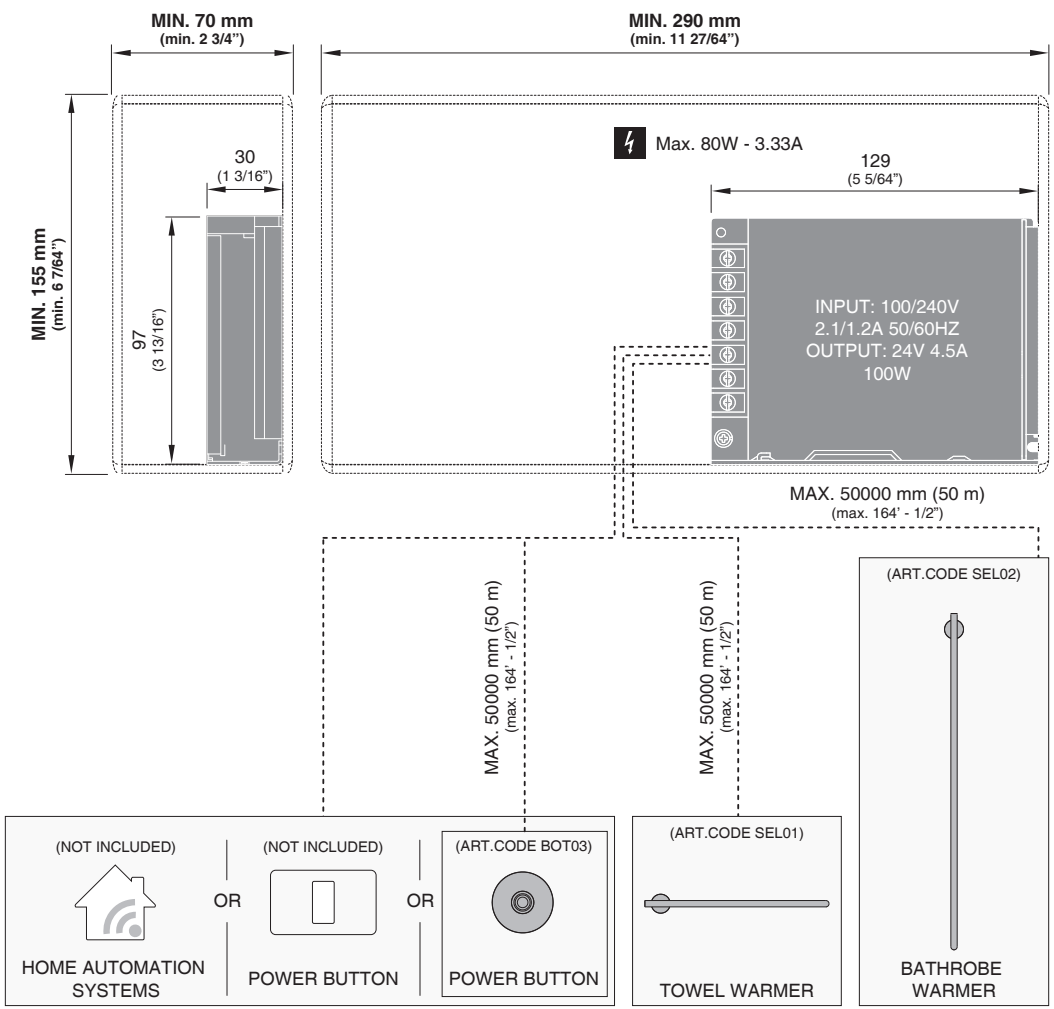 MIN. 70 mm
(min. 2 3/4”)
MIN. 290 mm
(min. 11 27/64”)
Max. 80W - 3.33A
30
(1 3/16”)
129
(5 5/64”)
MIN. 155 mm
(min. 6 7/64”)
97
(3 13/16”)
INPUT: 100/240V
2.1/1.2A 50/60HZ
OUTPUT: 24V 4.5A
100W
MAX. 50000 mm (50 m)
(max. 164’ - 1/2”)
MAX. 50000 mm (50 m)
(max. 164’ - 1/2”)
MAX. 50000 mm (50 m)
(max. 164’ - 1/2”)
(ART.CODE SEL02)
BATHROBE
WARMER
(NOT INCLUDED)
HOME AUTOMATION
SYSTEMS
OR
(NOT INCLUDED)
POWER BUTTON
OR
(ART.CODE BOT03)
POWER BUTTON
(ART.CODE SEL01)
TOWEL WARMER